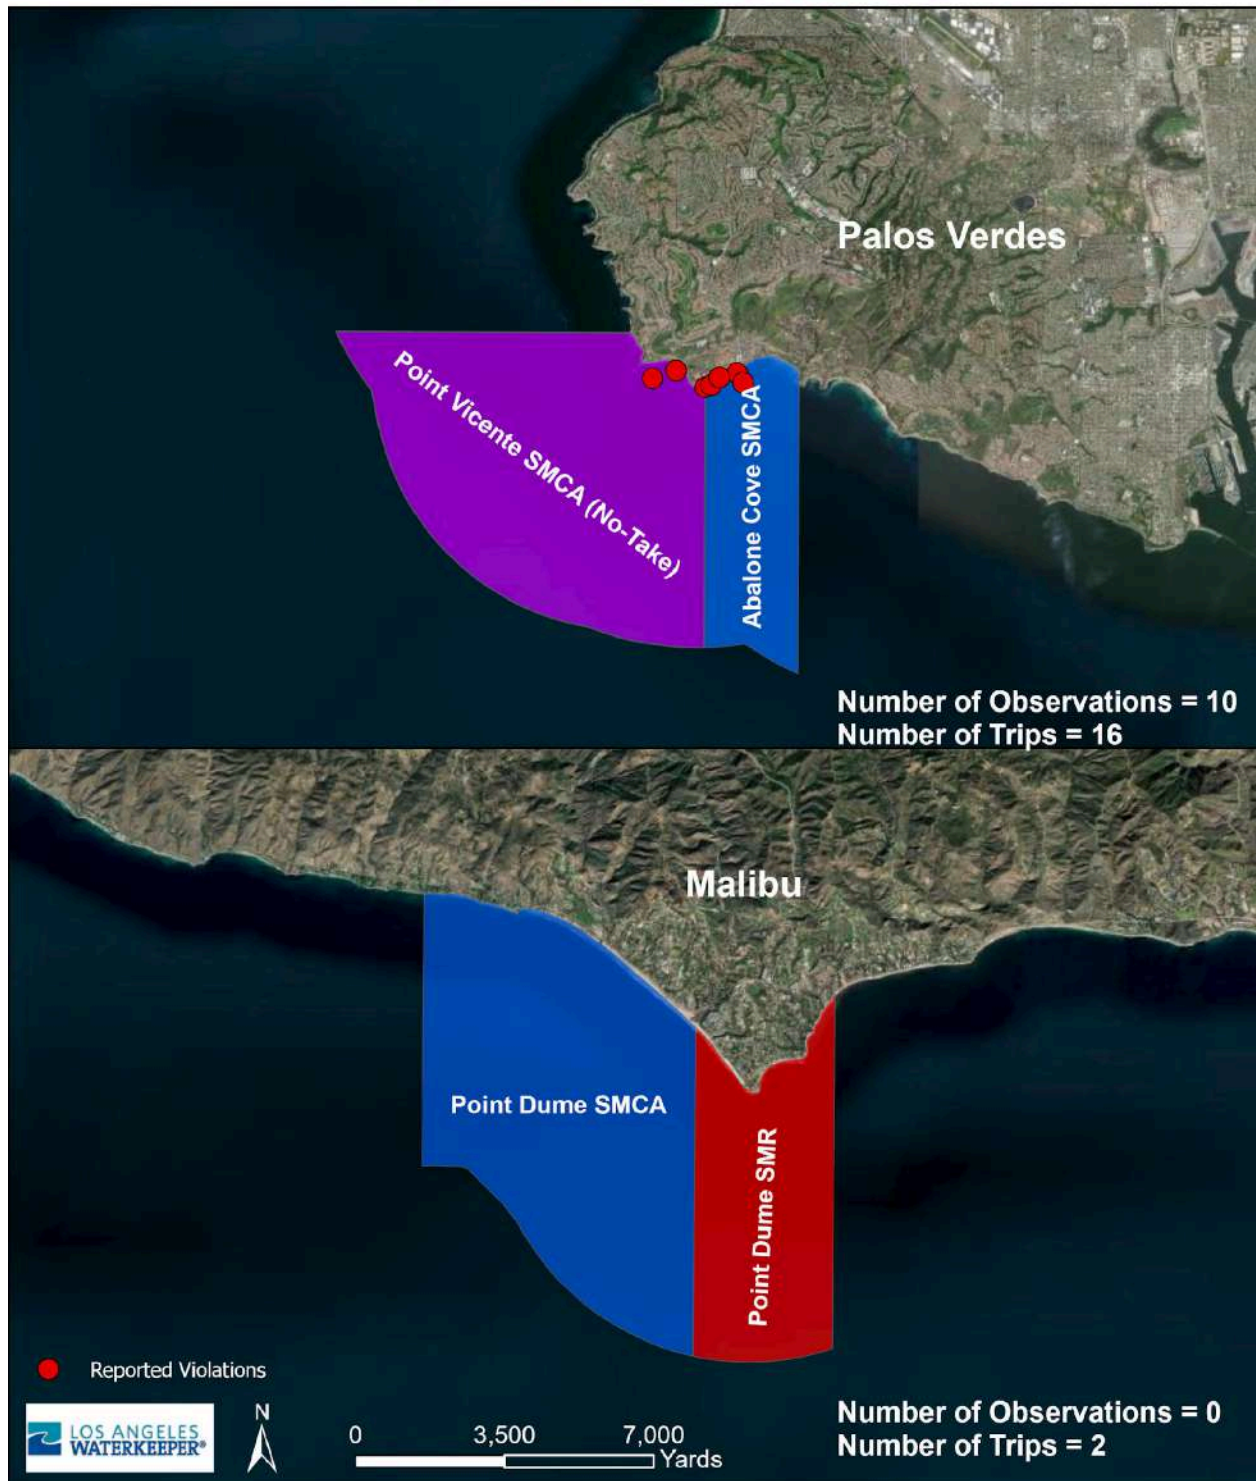 Palos Verdes
Point Vicente SMCA (No-Take)
Abalone Cove SMCA
Number of Observations = 10
Number of Trips = 16
Malibu
Point Dume SMCA
Point Dume SMR
Reported Violations
LOS ANGELES
WATERKEEPER®
N
0 3,500 7,000
Yards
Number of Observations = 0
Number of Trips = 2